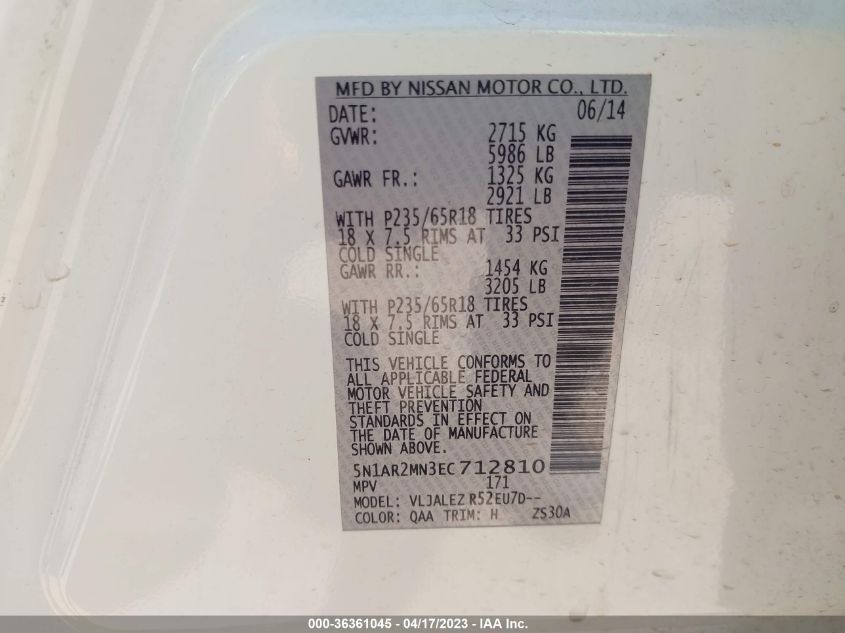 MFD BY NISSAN MOTOR CO., LTD.
DATE: 06/14
GVWR: 2715 KG
5986 LB
GAWR FR.: 1325 KG
2921 LB
WITH P235/65R18 TIRES
18 X 7.5 RIMS AT 33 PSI
COLD SINGLE
GAWR RR.: 1454 KG
3205 LB
WITH P235/65R18 TIRES
18 X 7.5 RIMS AT 33 PSI
COLD SINGLE
THIS VEHICLE CONFORMS TO
ALL APPLICABLE FEDERAL
MOTOR VEHICLE SAFETY AND
THEFT PREVENTION
STANDARDS IN EFFECT ON
THE DATE OF MANUFACTURE
SHOWN ABOVE.
5N1AR2MN3EC712810
MPV 171
MODEL: VLJALEZ R52EU7D--
COLOR: QAA TRIM: H ZS30A
000-36361045 - 04/17/2023 - IAA Inc.